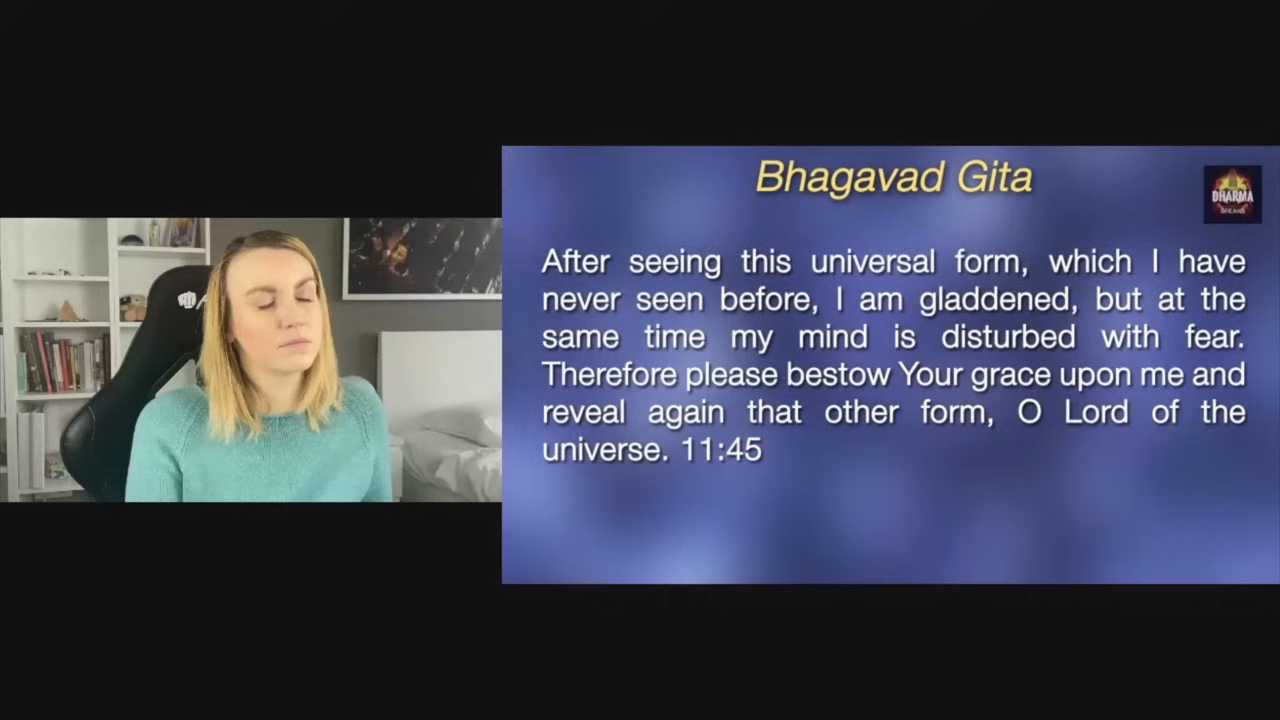 Bhagavad Gita
DHARMA
SPEAKS
After seeing this universal form, which I have
never seen before, I am gladdened, but at the
same time my mind is disturbed with fear.
Therefore please bestow Your grace upon me and
reveal again that other form, O Lord of the
universe. 11:45